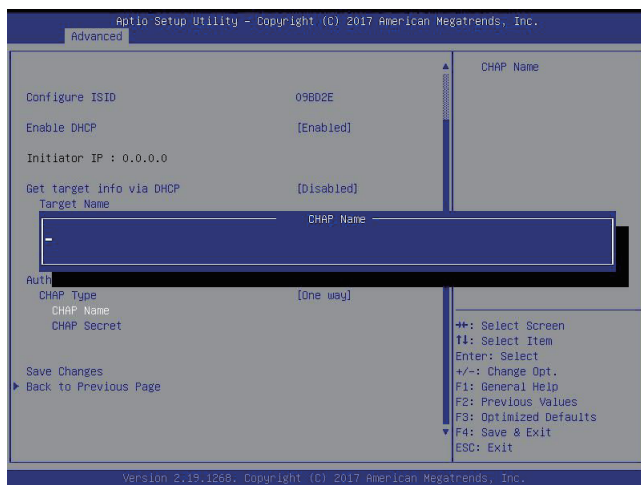 Aptio Setup Utility – Copyright (C) 2017 American Megatrends, Inc.
Advanced
CHAP Name
Configure ISID 09BD2E
Enable DHCP [Enabled]
Initiator IP : 0.0.0.0
Get target info via DHCP [Disabled]
Target Name
CHAP Name
Auth
CHAP Type [One way]
CHAP Name
CHAP Secret
Save Changes
Back to Previous Page
→←: Select Screen
↑↓: Select Item
Enter: Select
+/-: Change Opt.
F1: General Help
F2: Previous Values
F3: Optimized Defaults
F4: Save & Exit
ESC: Exit
Version 2.19.1268. Copyright (C) 2017 American Megatrends, Inc.